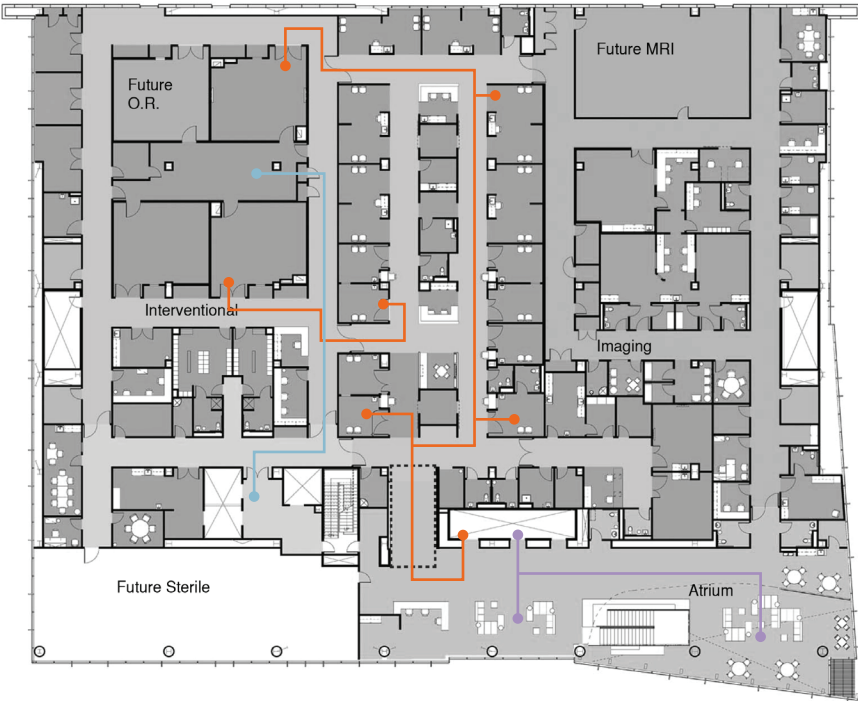 Future MRI
Future
O.R.
Interventional
Imaging
Future Sterile
Atrium